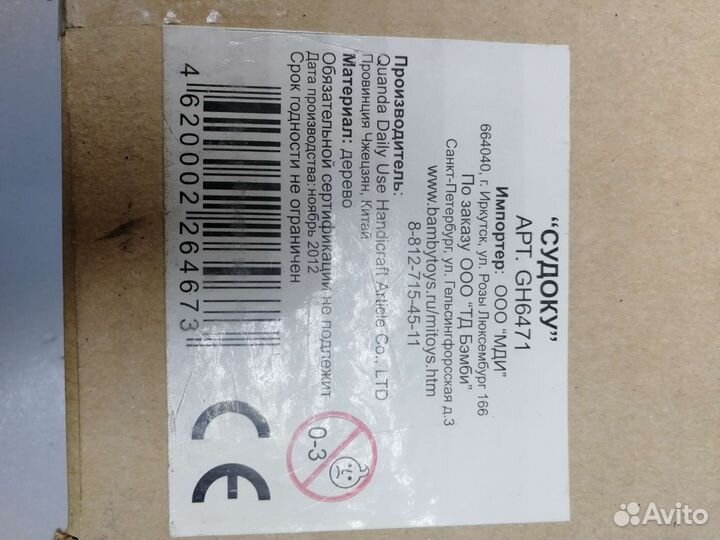 “СУДОКУ”
АРТ. GH6471
Импортер: ООО “МДИ”
664040, г. Иркутск, ул. Розы Люксембург 166
По заказу ООО “ТД Бэмби”
Санкт-Петербург, ул. Гельсингфорсская д.3
www.bambytoys.ru/mitoys.htm
8-812-715-45-11
Производитель:
Quanda Daily Use Handicraft Article Co., LTD
Провинция Чжецзян, Китай
Материал: дерево
Обязательной сертификации не подлежит
Дата производства: ноябрь 2012
Срок годности не ограничен
4 620002 264673
CE
0-3
Avito